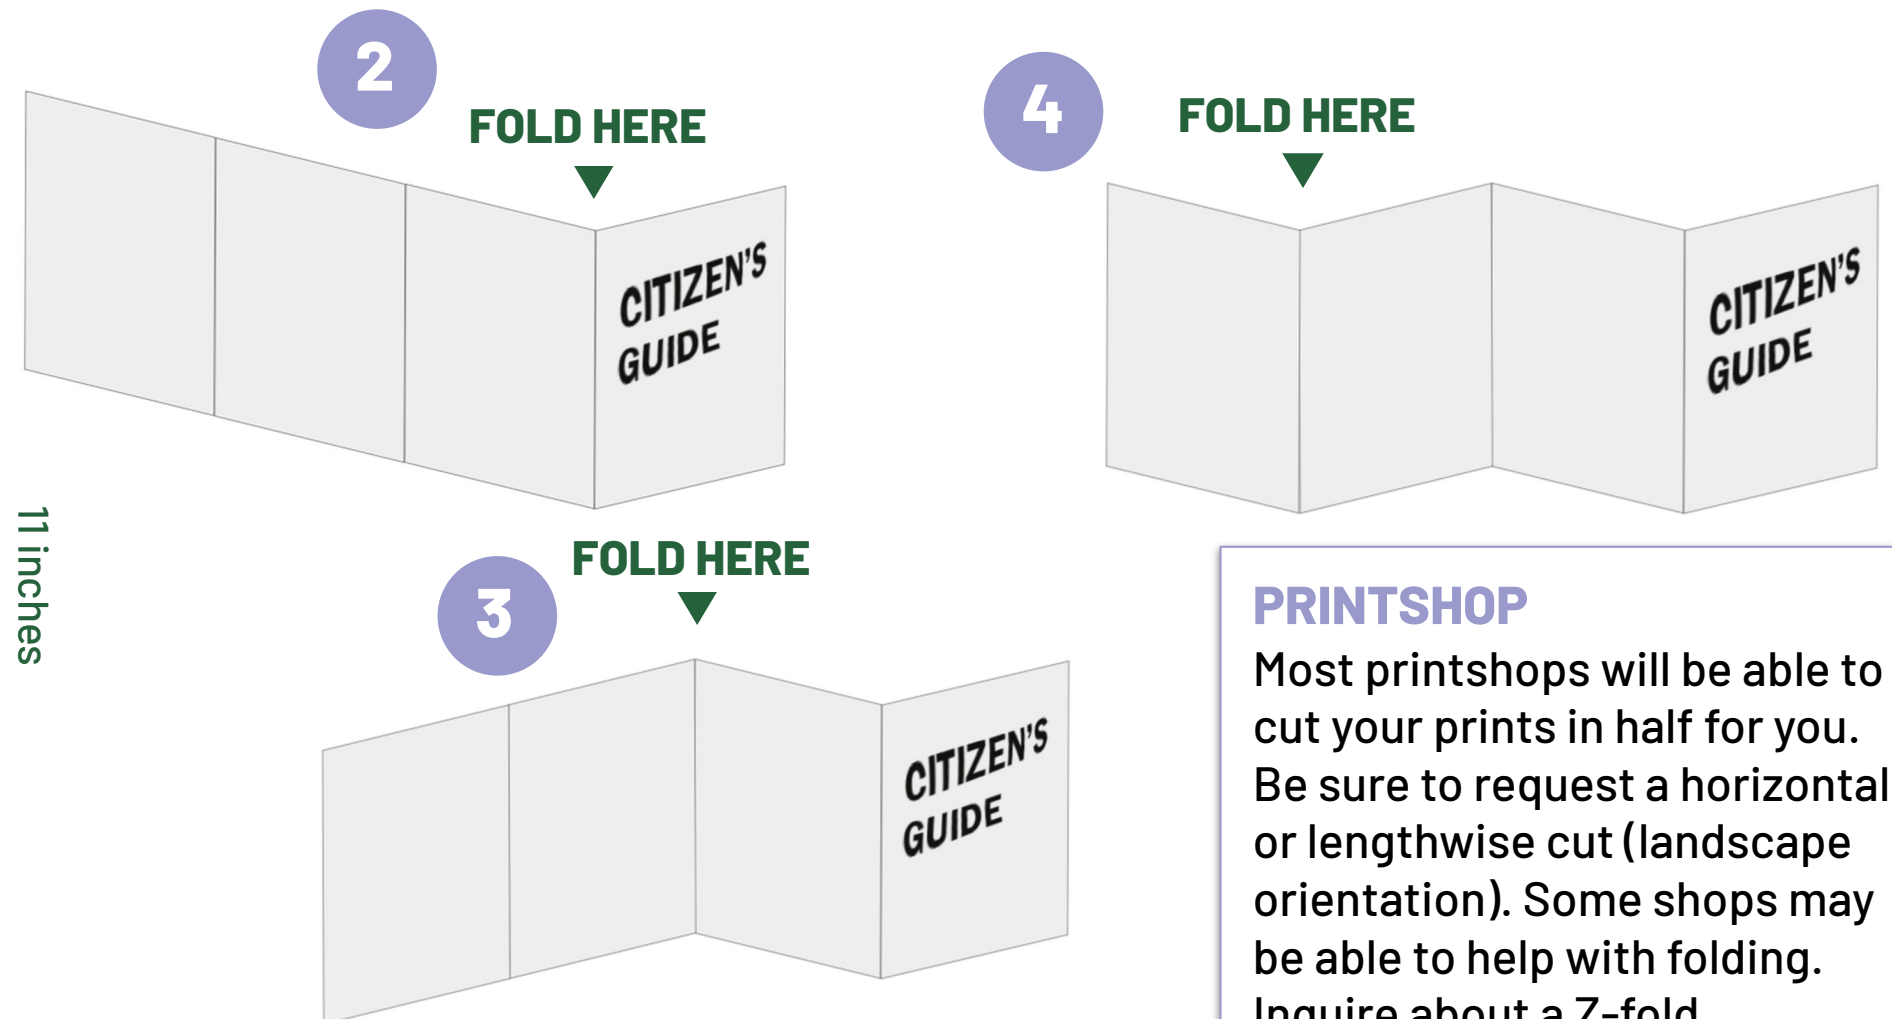 2
FOLD HERE
CITIZEN'S
GUIDE
11 inches
3
FOLD HERE
CITIZEN'S
GUIDE
4
FOLD HERE
CITIZEN'S
GUIDE
PRINTSHOP
Most printshops will be able to
cut your prints in half for you.
Be sure to request a horizontal
or lengthwise cut (landscape
orientation). Some shops may
be able to help with folding.
Inquire about a Z-fold